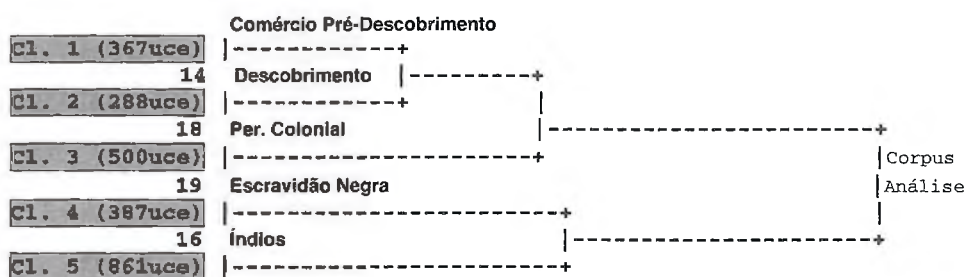 Comércio Pré-Descobrimento
Cl. 1 (367uce) |-------------+
14 Descobrimento |----------+
Cl. 2 (288uce) |-------------+ |
18 Per. Colonial |-----------------------------+
Cl. 3 (500uce) |---------------------------+ |Corpus
19 Escravidão Negra |Análise
Cl. 4 (387uce) |-----------------------------+ |
16 Índios |---------------------------+
Cl. 5 (861uce) |-----------------------------+